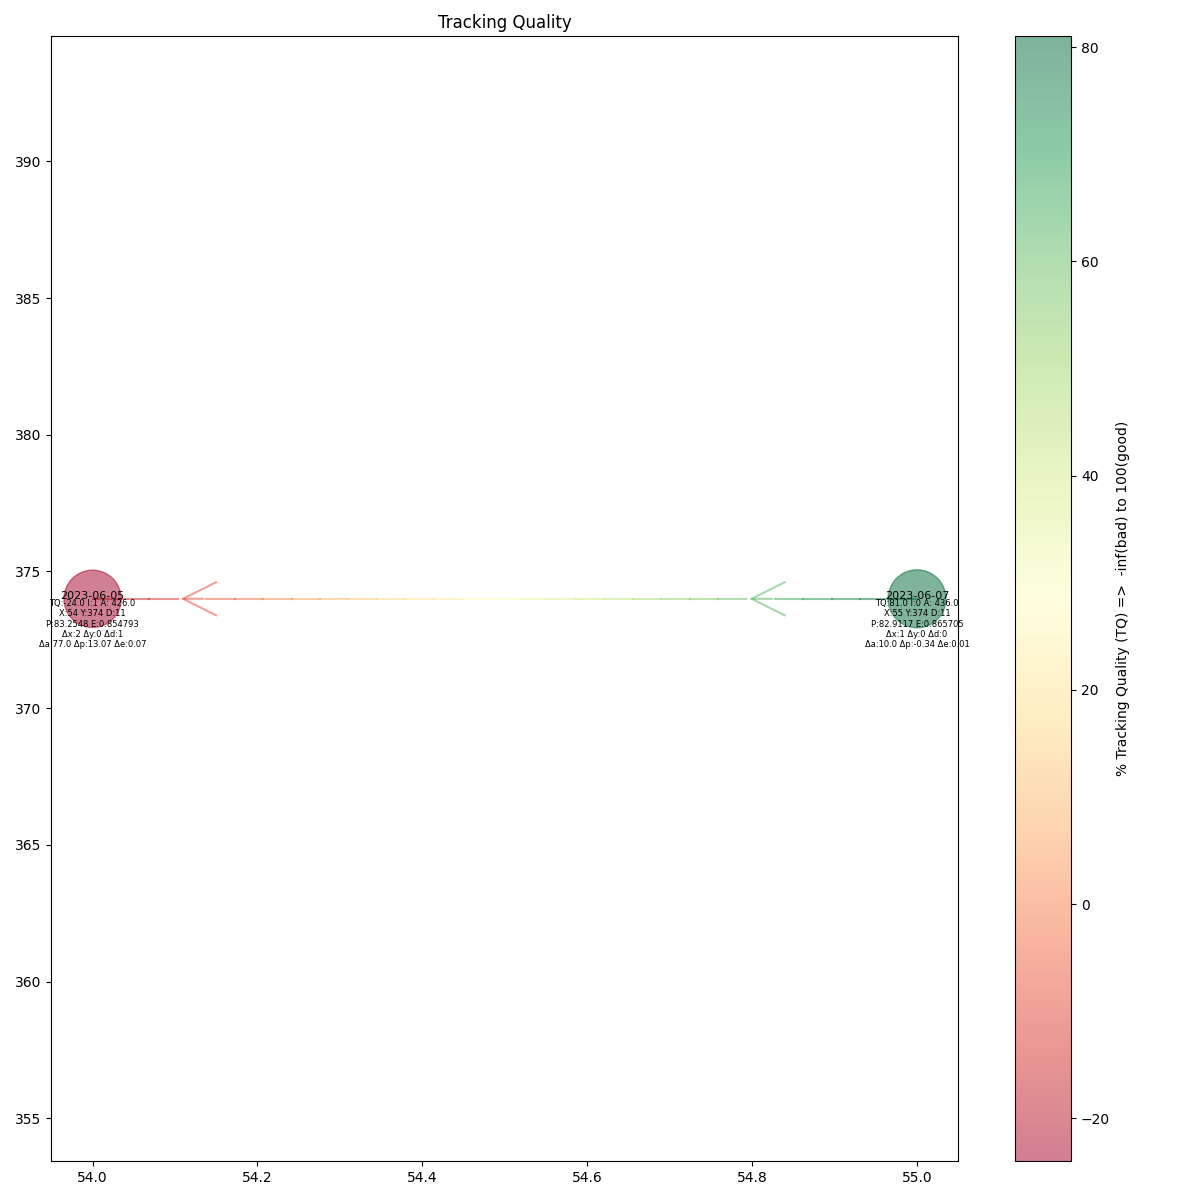 Tracking Quality
390
385
380
375
370
365
360
355
54.0
54.2
54.4
54.6
54.8
55.0
2023-06-05
TQ:-24.0 I:1 A: 426.0
X:54 Y:374 D:11
P:83.2548 E:0.854793
Δx:2 Δy:0 Δd:1
Δa:77.0 Δp:13.07 Δe:0.07
2023-06-07
TQ:81.0 I:0 A: 436.0
X:55 Y:374 D:11
P:82.9117 E:0.865705
Δx:1 Δy:0 Δd:0
Δa:10.0 Δp:-0.34 Δe:0.01
80
60
40
20
0
−20
% Tracking Quality (TQ) => -inf(bad) to 100(good)